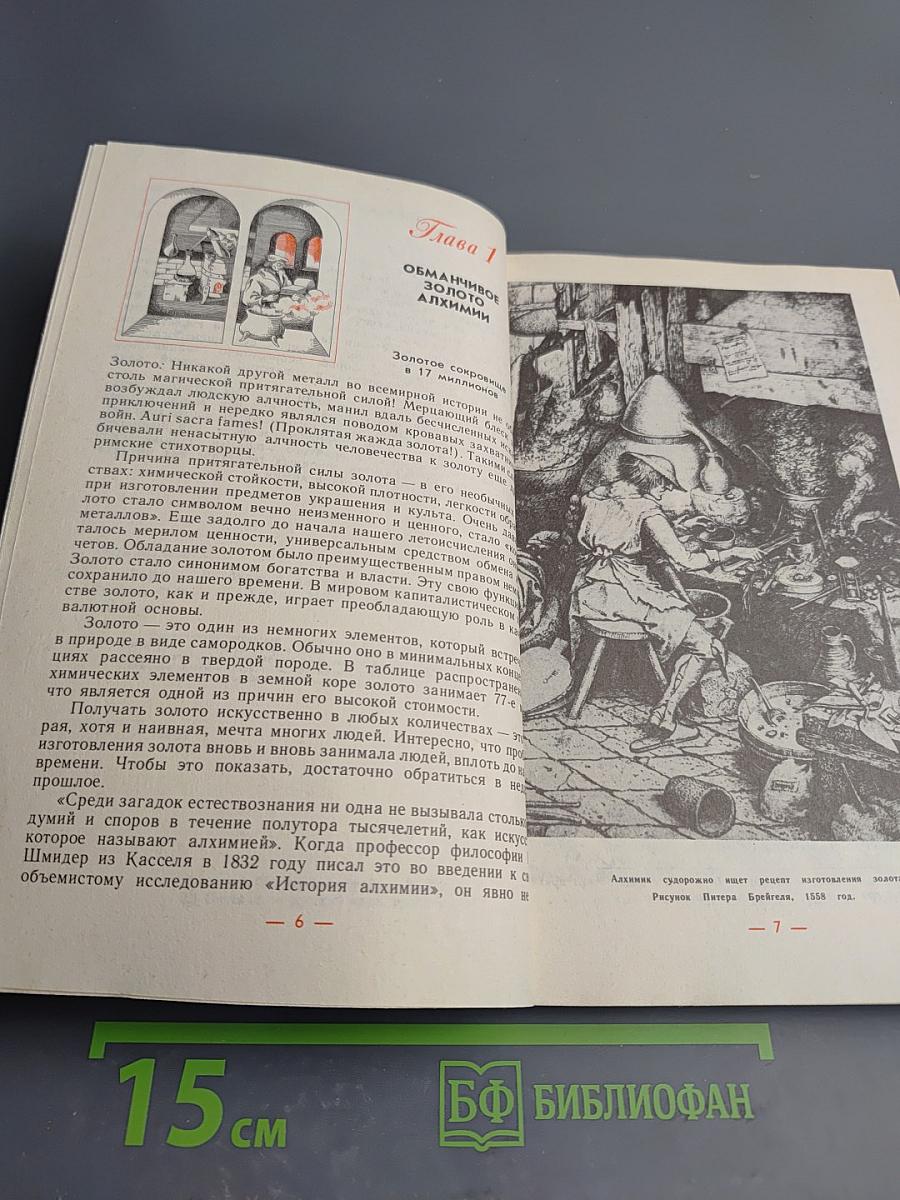 Глава 1
ОБМАНЧИВОЕ
ЗОЛОТО
АЛХИМИИ
Золотое сокровище
в 17 миллионов
Золото: Никакой другой металл во всемирной истории не
столь магической притягательной силой! Мерцающий блеск
возбуждал людскую алчность, манил вдаль бесчисленных
приключений и нередко являлся поводом кровавых
войн. Auri sacra fames! (Проклятая жажда золота!). Такими
бичевали ненасытную алчность человечества к золоту еще
римские стихотворцы.
Причина притягательной силы золота — в его необычных
ствах: химической стойкости, высокой плотности, легкости
при изготовлении предметов украшения и культа. Очень
лото стало символом вечно неизменного и ценного, стало
металлов». Еще задолго до начала нашего летоисчисления
талось мерилом ценности, универсальным средством обмена
четов. Обладание золотом было преимущественным правом
Золото стало синонимом богатства и власти. Эту свою
сохранило до нашего времени. В мировом капиталистическом
стве золото, как и прежде, играет преобладающую роль в
валютной основы.
Золото — это один из немногих элементов, который
в природе в виде самородков. Обычно оно в минимальных
циях рассеяно в твердой породе. В таблице
химических элементов в земной коре золото занимает 77-е
что является одной из причин его высокой стоимости.
Получать золото искусственно в любых количествах —
рая, хотя и наивная, мечта многих людей. Интересно, что
изготовления золота вновь и вновь занимала людей, вплоть до
времени. Чтобы это показать, достаточно обратиться в
прошлое.
«Среди загадок естествознания ни одна не вызывала
думий и споров в течение полутора тысячелетий, как
которое называют алхимией». Когда профессор философии
Шмидер из Касселя в 1832 году писал это во введении к
объемистому исследованию «История алхимии», он явно не
— 6 —
Алхимик судорожно ищет рецепт изготовления
Рисунок Питера Брейгеля, 1558 год.
— 7 —
15 см
БФ БИБЛИОФАН